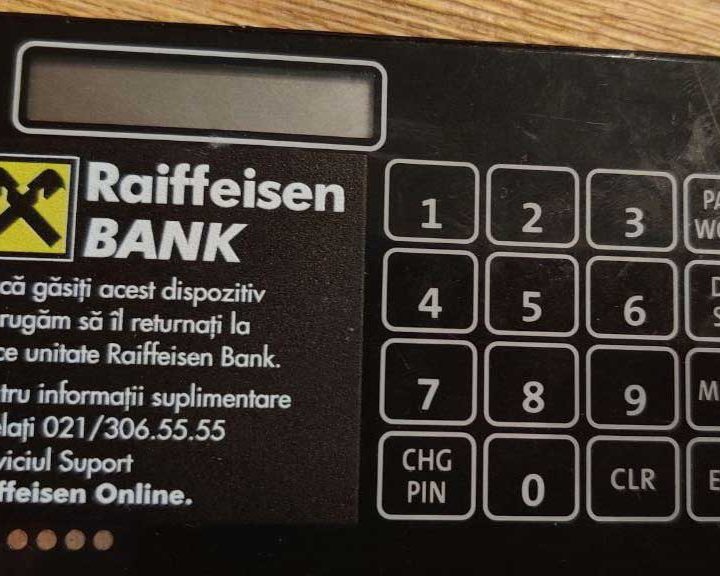 Raiffeisen
BANK
că găsiți acest dispozitiv
rugăm să îl returnați la
ce unitate Raiffeisen Bank.
tru informații suplimentare
lați 021/306.55.55
viciul Suport
ffeisen Online.
1 2 3 PA
WO
4 5 6 D
S
7 8 9 M
CHG
PIN 0 CLR E